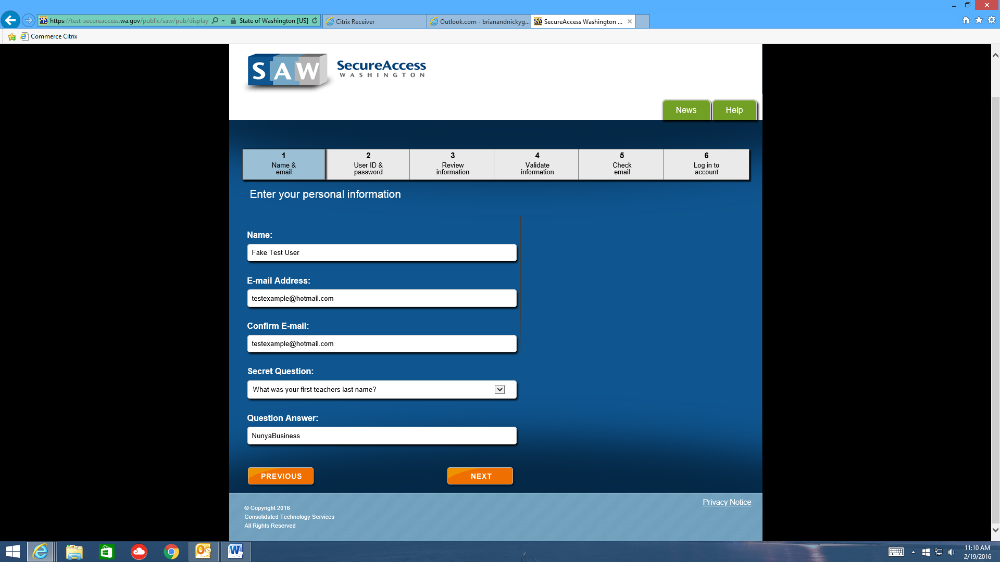 https://test-secureaccess.wa.gov/public/saw/pub/display
State of Washington [US]
Citrix Receiver
Outlook.com - brianandnickyg...
SecureAccess Washington ...
Commerce Citrix
SAW
SecureAccess
WASHINGTON
News
Help
1
Name &
email
2
User ID &
password
3
Review
information
4
Validate
information
5
Check
email
6
Log in to
account
Enter your personal information
Name:
Fake Test User
E-mail Address:
testexample@hotmail.com
Confirm E-mail:
testexample@hotmail.com
Secret Question:
What was your first teachers last name?
Question Answer:
NunyaBusiness
PREVIOUS
NEXT
Privacy Notice
© Copyright 2016
Consolidated Technology Services
All Rights Reserved
11:10 AM
2/19/2016